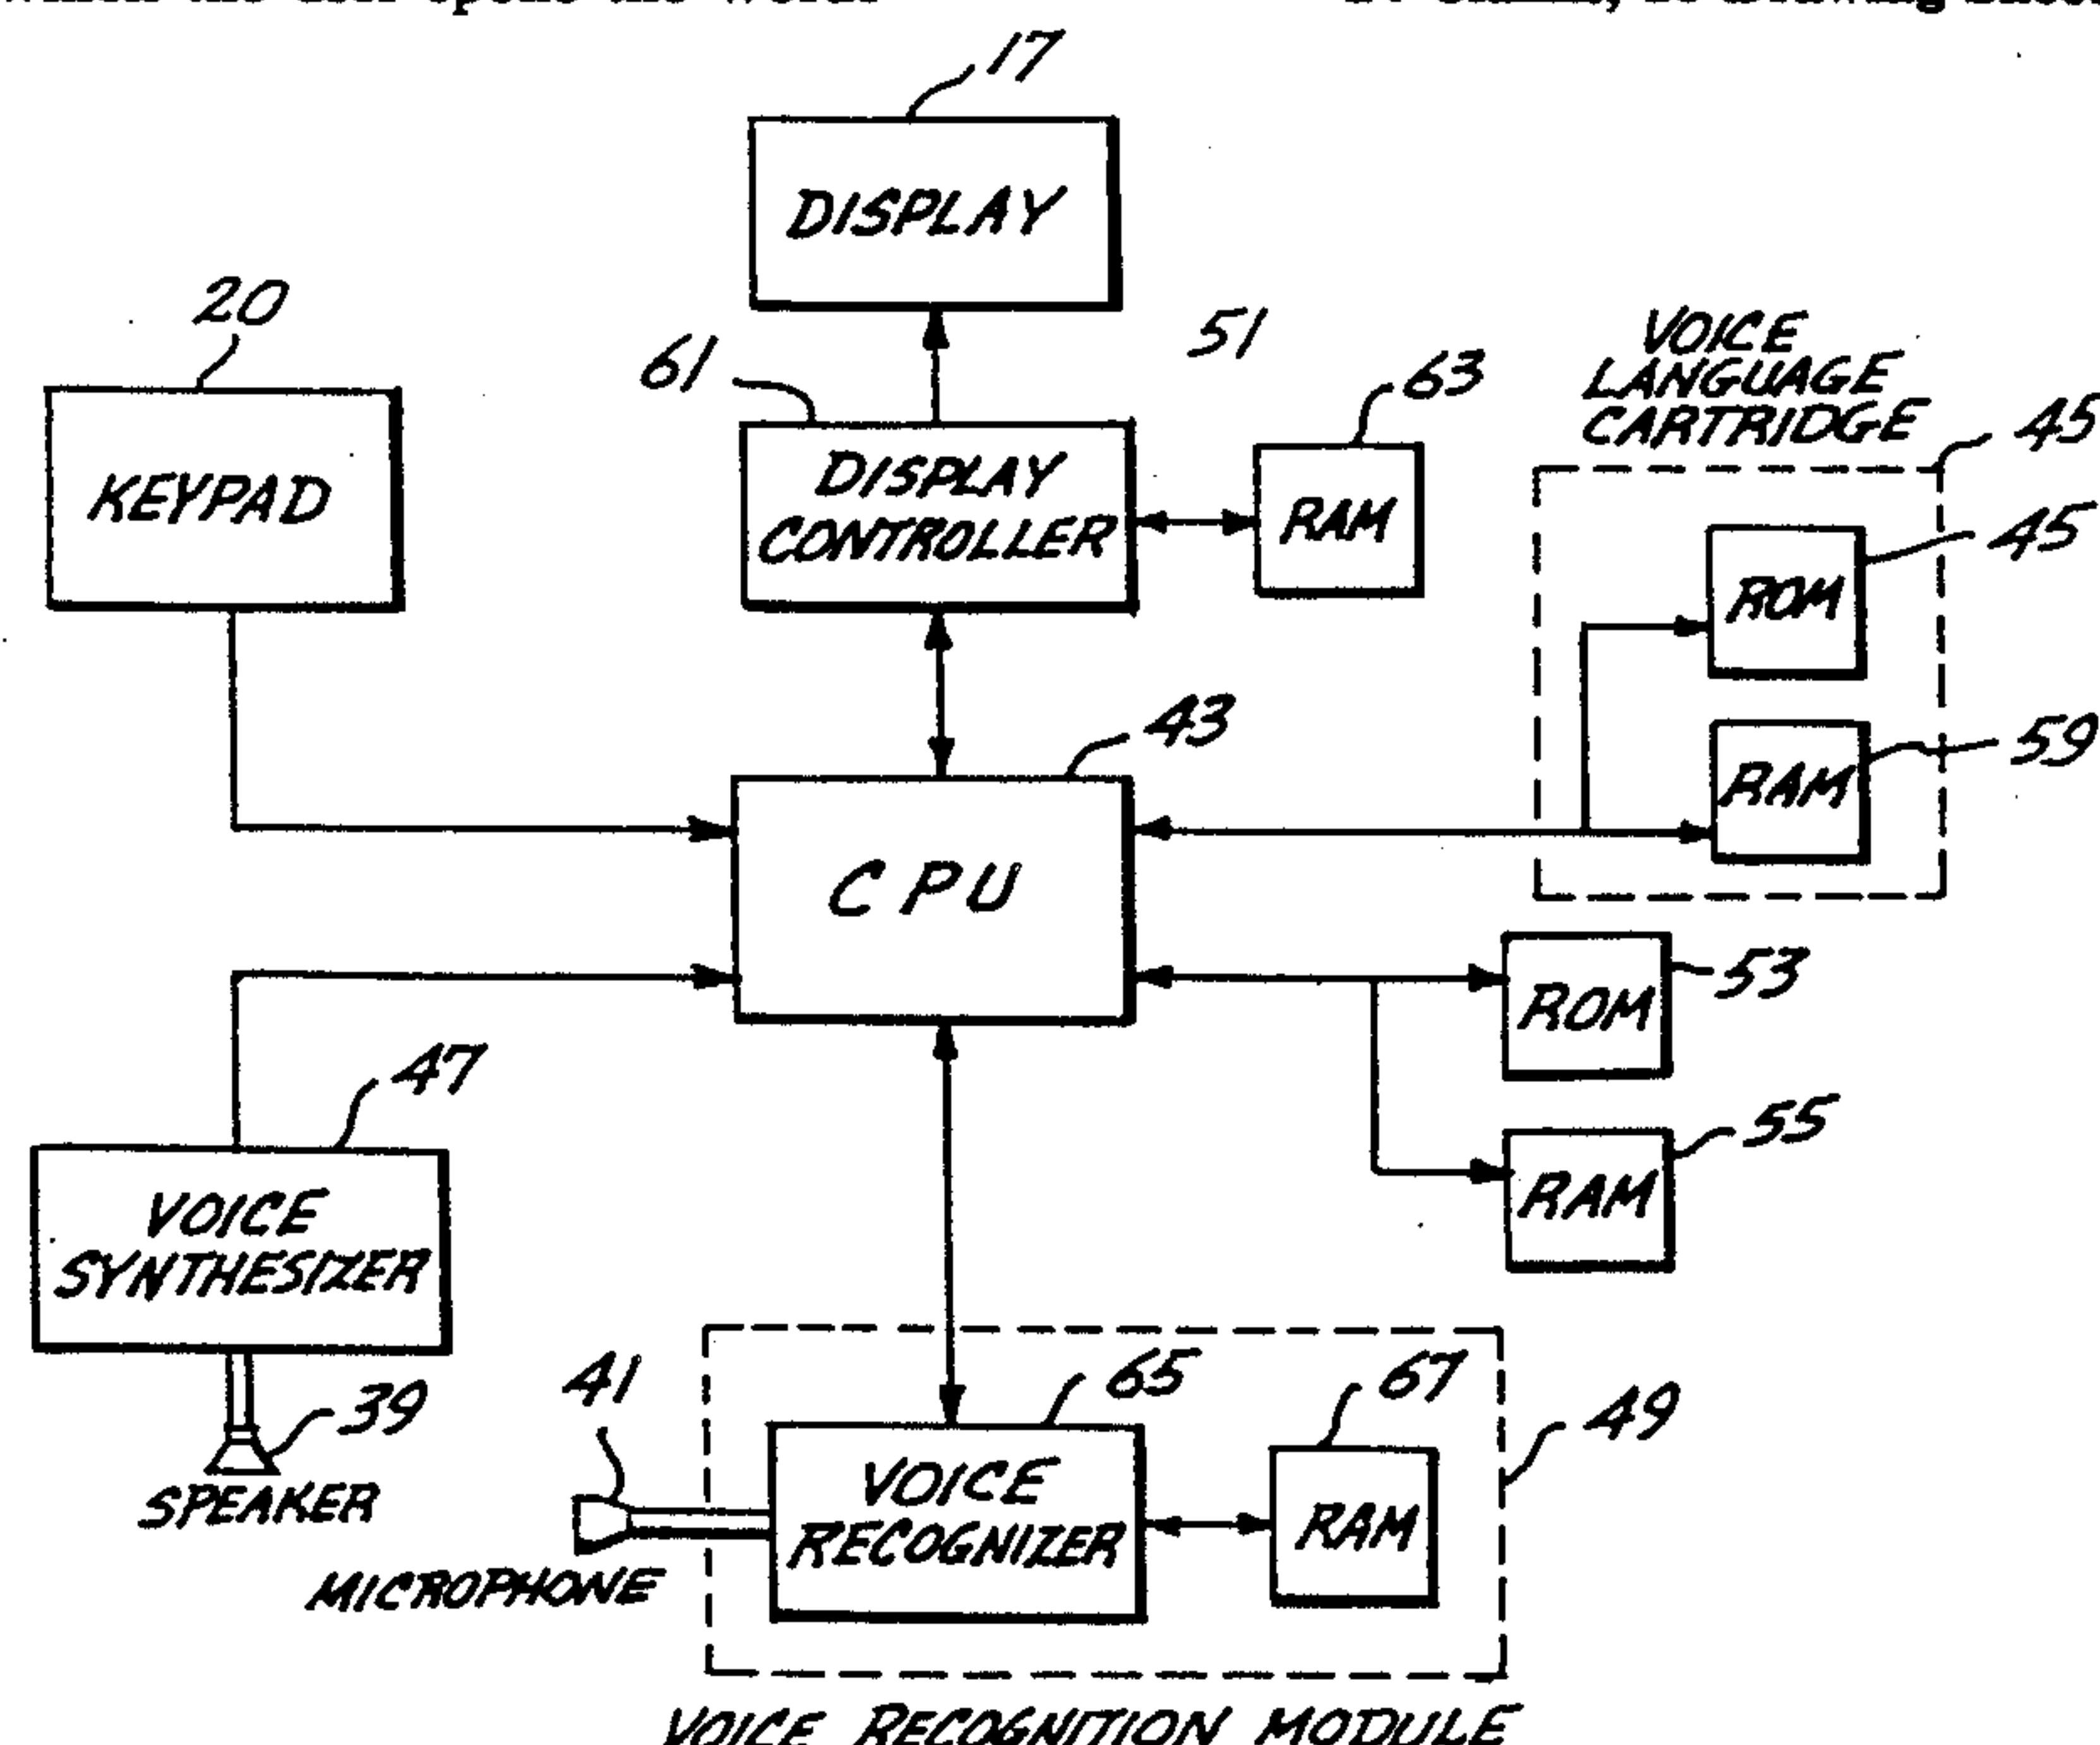 17
DISPLAY
20
51
61
63
VOICE
LANGUAGE
CARTRIDGE
45
KEYPAD
DISPLAY
CONTROLLER
RAM
45
ROM
43
59
RAM
CPU
53
ROM
47
55
RAM
VOICE
SYNTHESIZER
41
65
67
49
39
SPEAKER
VOICE
RECOGNIZER
RAM
MICROPHONE
VOICE RECOGNITION MODULE